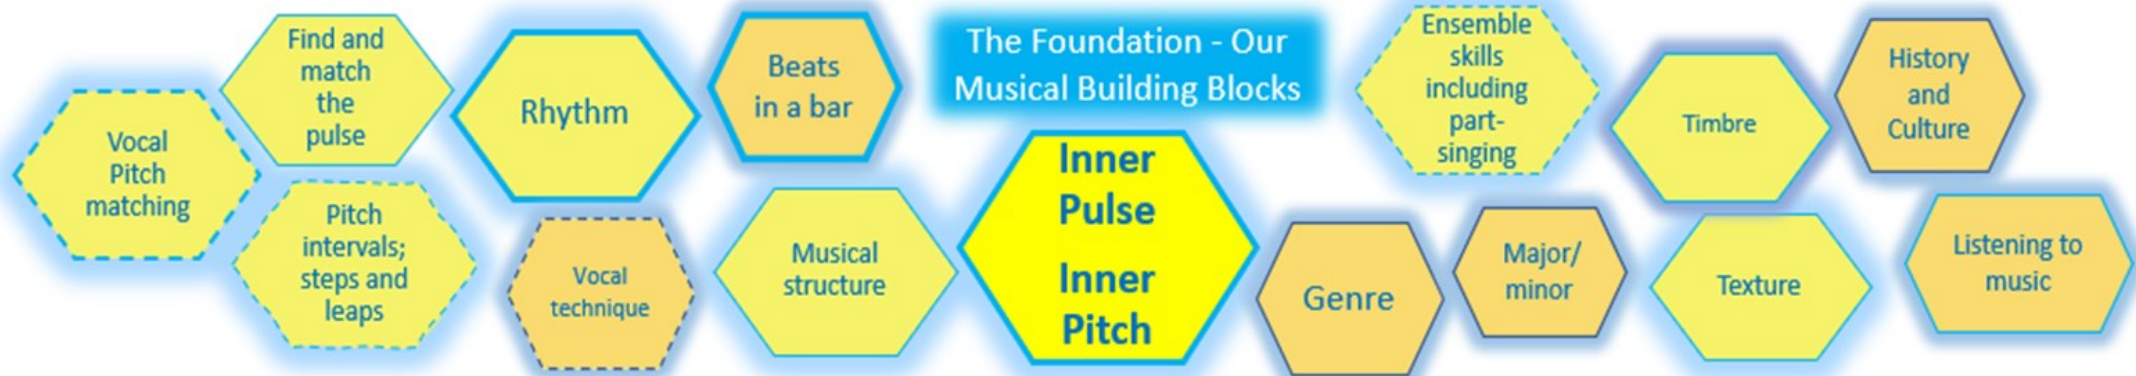 Vocal
Pitch
matching
Find and
match
the
pulse
Pitch
intervals;
steps and
leaps
Rhythm
Vocal
technique
Beats
in a bar
Musical
structure
The Foundation - Our
Musical Building Blocks
Inner
Pulse
Inner
Pitch
Genre
Ensemble
skills
including
part-
singing
Major/
minor
Timbre
Texture
History
and
Culture
Listening to
music